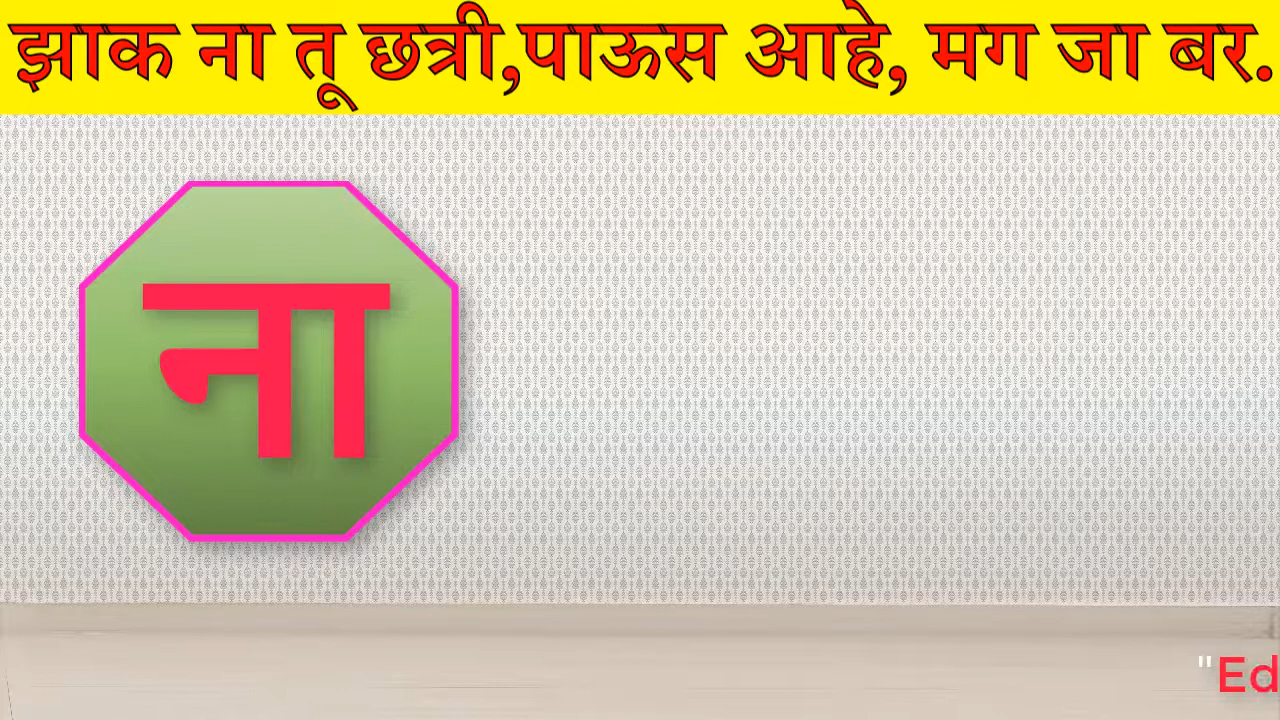 झाक ना तू छत्री,पाऊस आहे, मग जा बर.
ना
"Ed